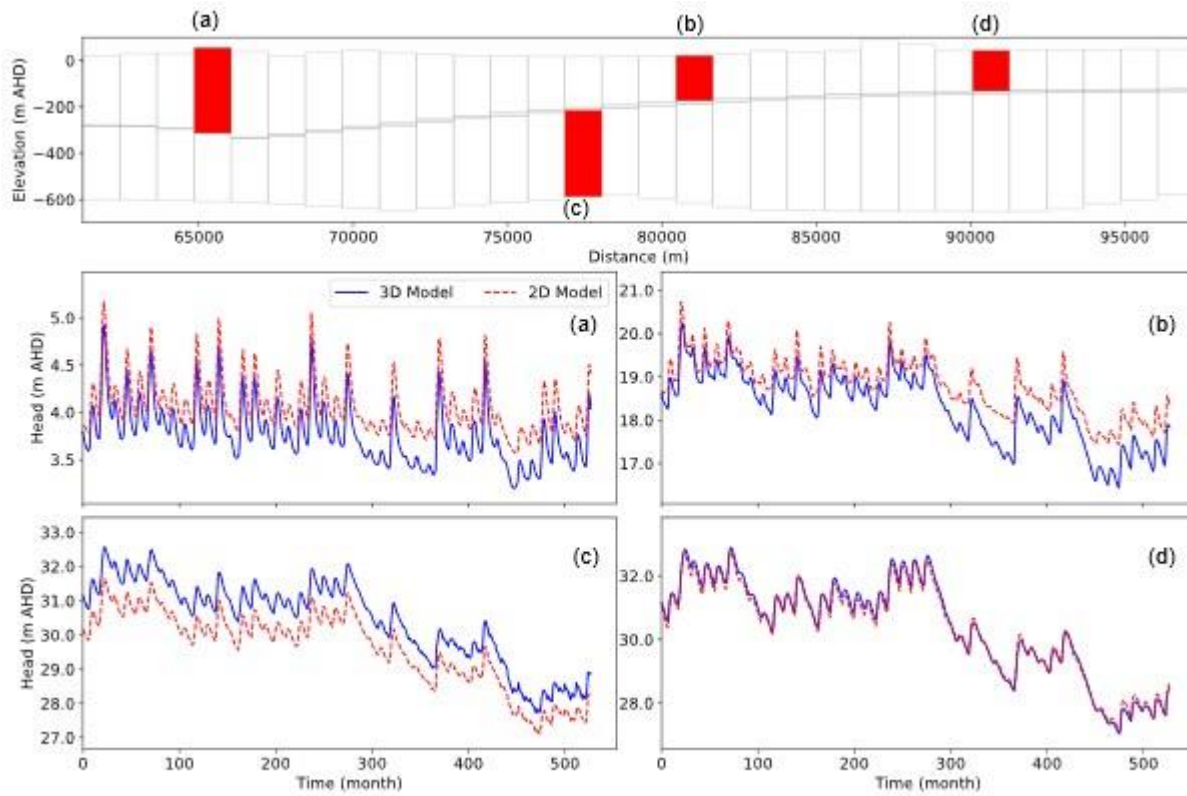 (a) (b) (d)
0
−200
−400
−600
Elevation (m AHD)
(c)
65000 70000 75000 80000 85000 90000 95000
Distance (m)
3D Model 2D Model
(a)
5.0
4.5
4.0
3.5
Head (m AHD)
(b)
21.0
20.0
19.0
18.0
17.0
(c)
33.0
32.0
31.0
30.0
29.0
28.0
27.0
Head (m AHD)
0 100 200 300 400 500
Time (month)
(d)
32.0
30.0
28.0
0 100 200 300 400 500
Time (month)